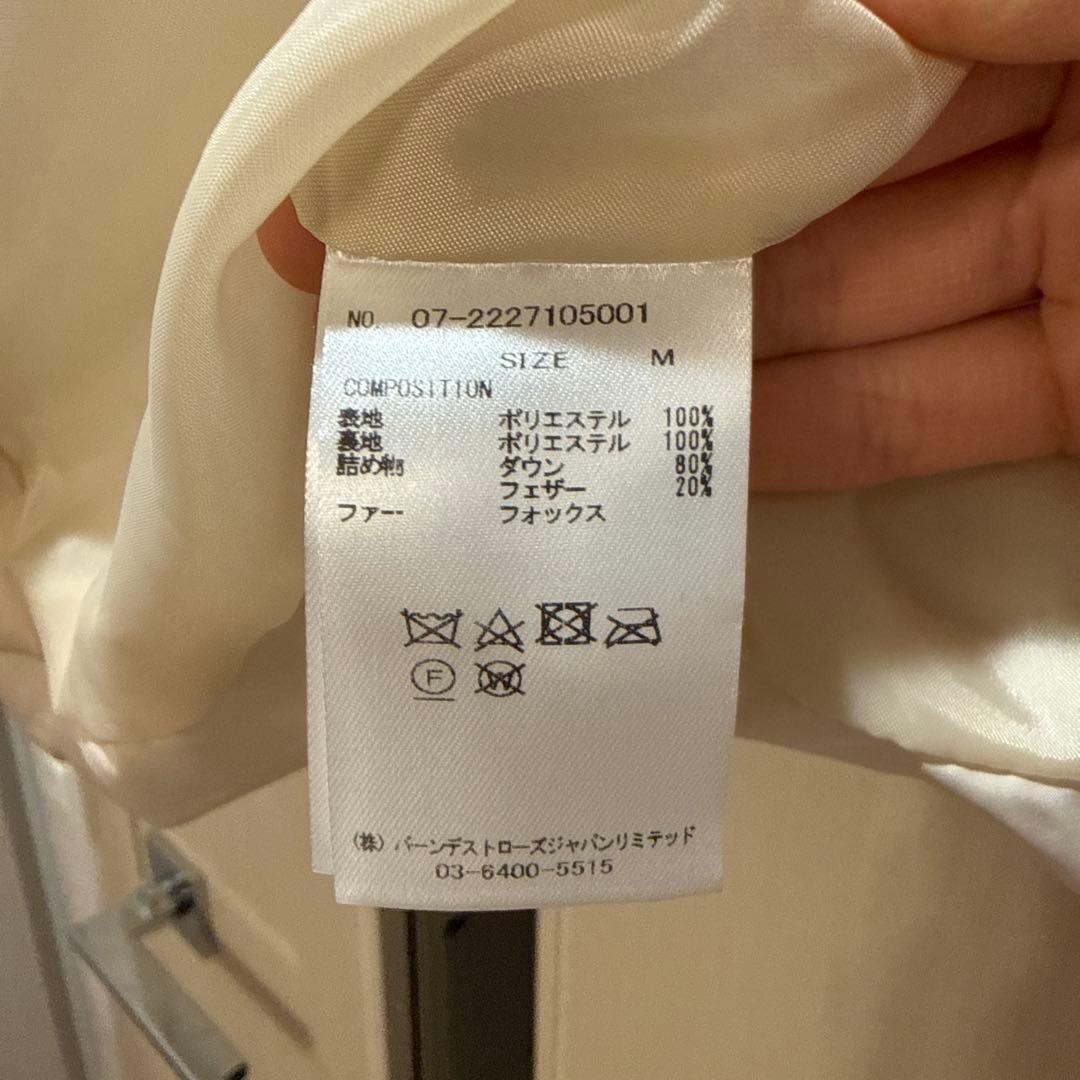 NO. 07-2227105001
SIZE M
COMPOSITION
表地 ポリエステル 100%
裏地 ポリエステル 100%
詰め物 ダウン 80%
フェザー 20%
ファー フォックス
F
W
(株) バーンデストローズジャパンリミテッド
03-6400-5515